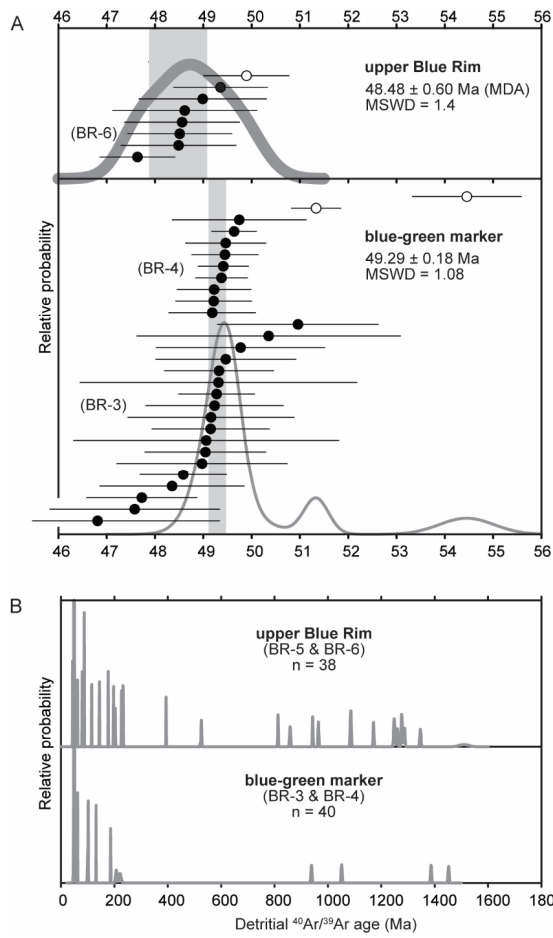 A
46 47 48 49 50 51 52 53 54 55 56
upper Blue Rim
48.48 ± 0.60 Ma (MDA)
MSWD = 1.4
(BR-6)
blue-green marker
49.29 ± 0.18 Ma
MSWD = 1.08
(BR-4)
(BR-3)
Relative probability
46 47 48 49 50 51 52 53 54 55 56
B
upper Blue Rim
(BR-5 & BR-6)
n = 38
Relative probability
blue-green marker
(BR-3 & BR-4)
n = 40
0 200 400 600 800 1000 1200 1400 1600 1800
Detritial ⁴⁰Ar/³⁹Ar age (Ma)